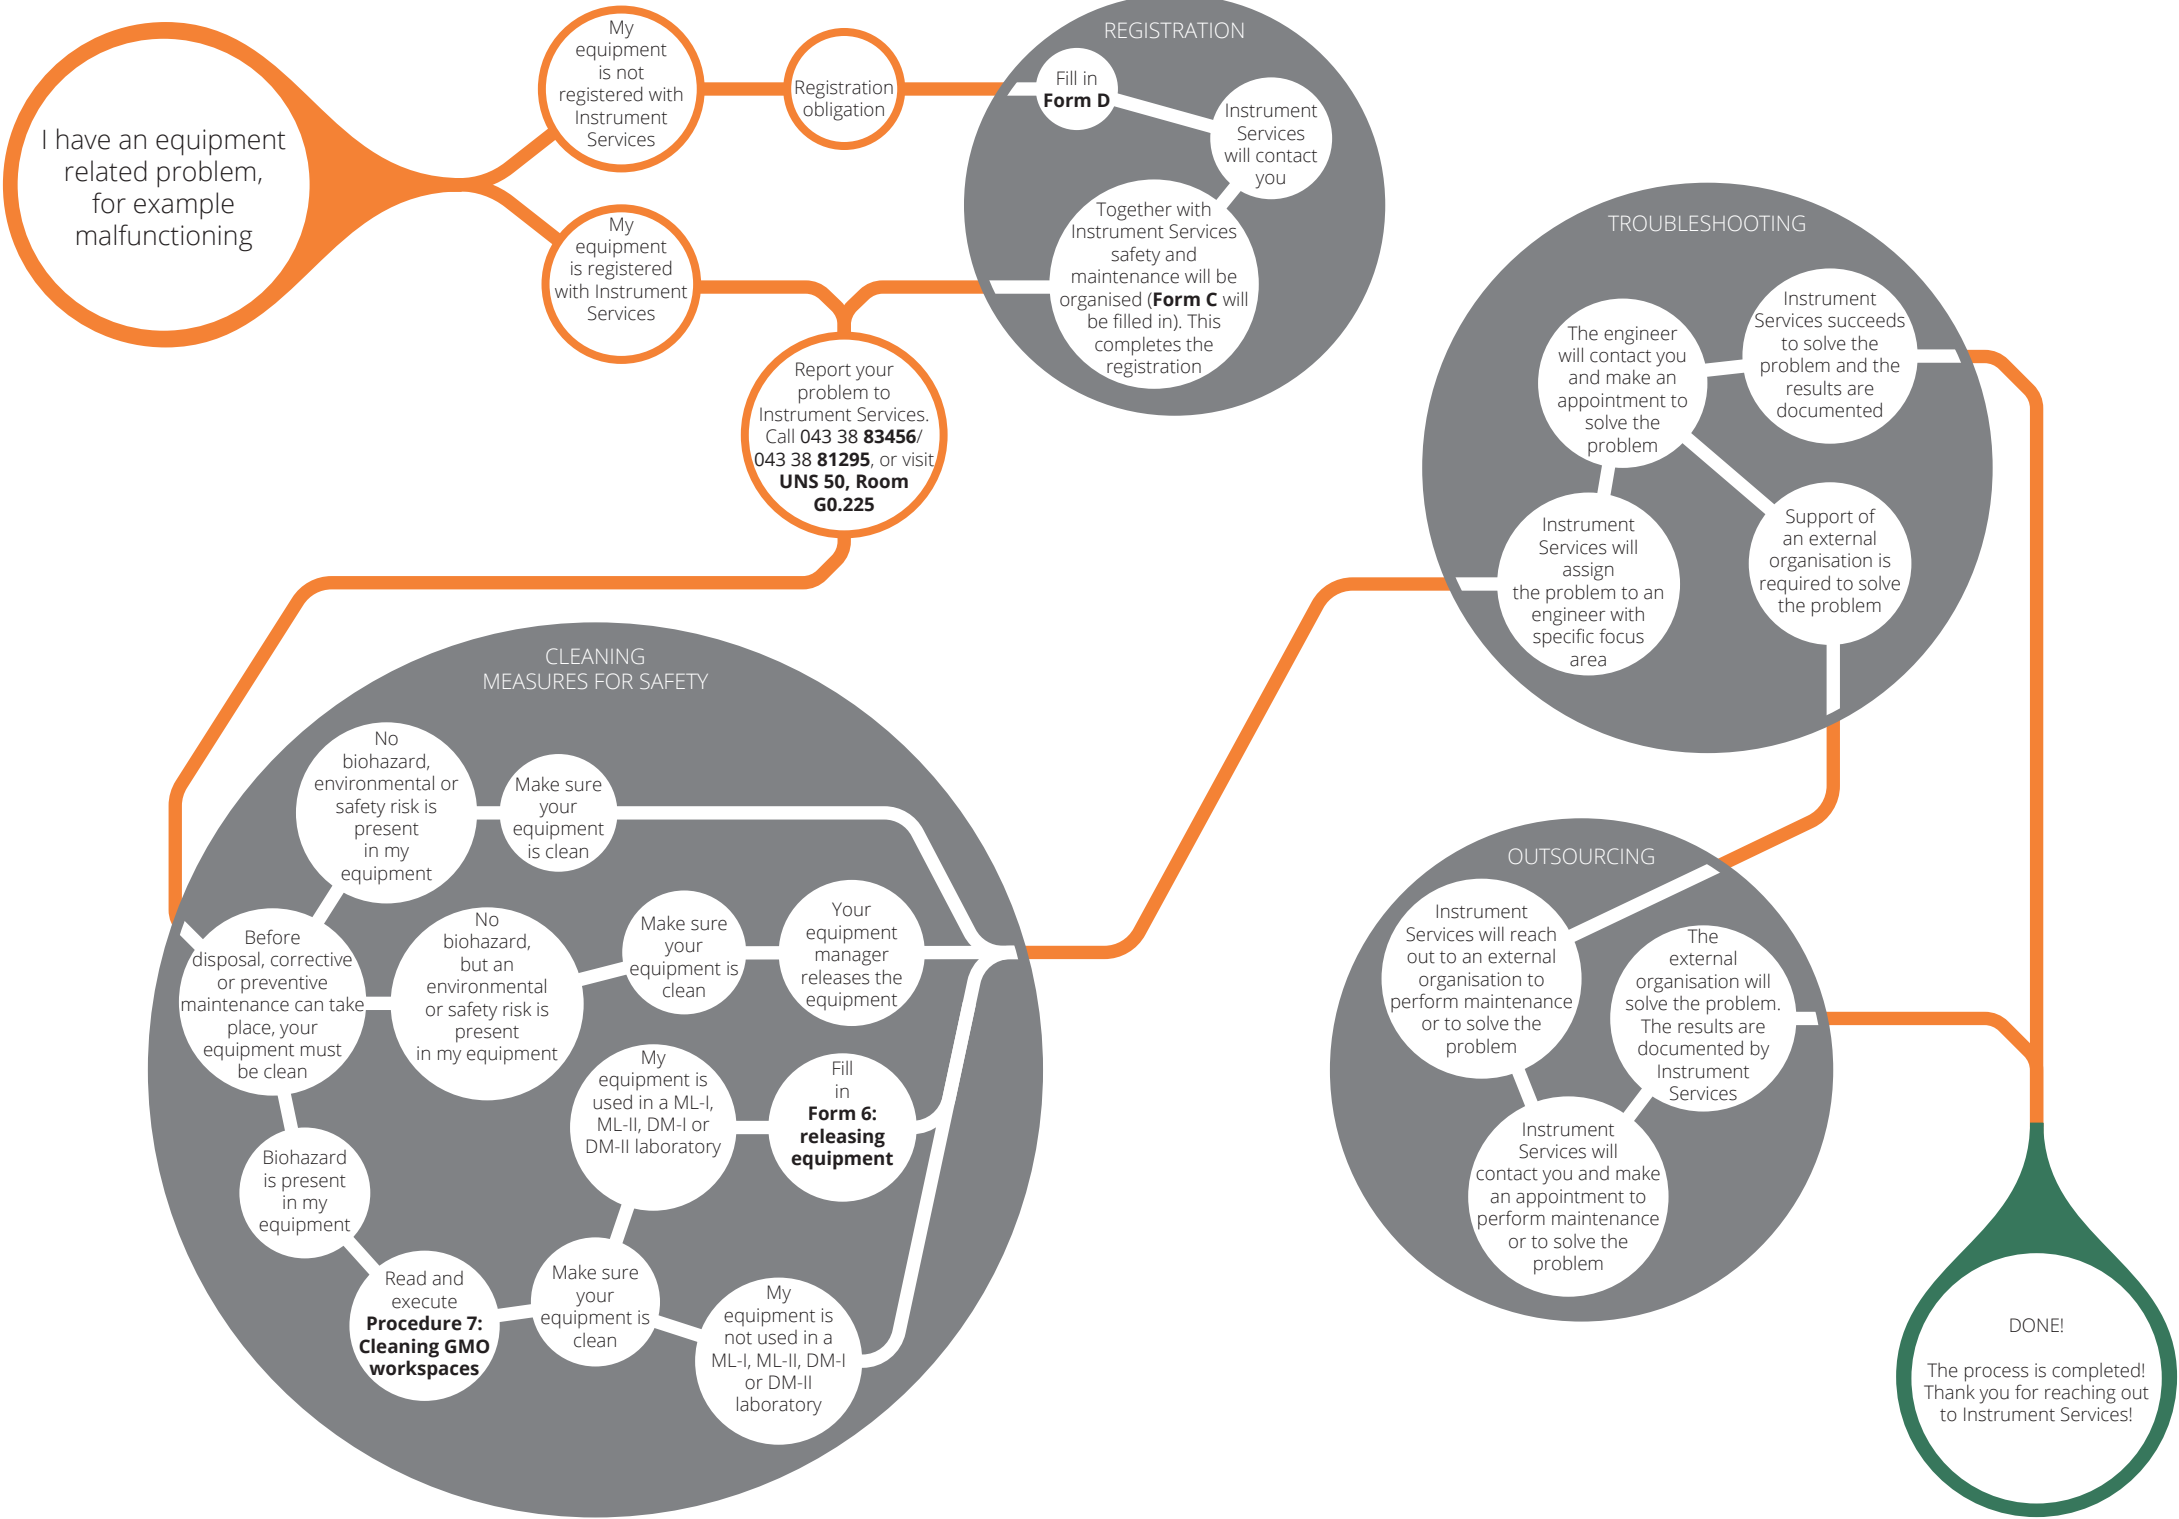 I have an equipment
related problem,
for example
malfunctioning
My
equipment
is not
registered with
Instrument
Services
Registration
obligation
My
equipment
is registered
with Instrument
Services
REGISTRATION
Fill in
Form D
Instrument
Services
will contact
you
Together with
Instrument Services
safety and
maintenance will be
organised (Form C will
be filled in). This
completes the
registration
Report your
problem to
Instrument Services.
Call 043 38 83456/
043 38 81295, or visit
UNS 50, Room
G0.225
CLEANING
MEASURES FOR SAFETY
Before
disposal, corrective
or preventive
maintenance can take
place, your
equipment must
be clean
No
biohazard,
environmental or
safety risk is
present
in my
equipment
Make sure
your
equipment
is clean
No
biohazard,
but an
environmental
or safety risk is
present
in my equipment
Make sure
your
equipment is
clean
Your
equipment
manager
releases the
equipment
Biohazard
is present
in my
equipment
Read and
execute
Procedure 7:
Cleaning GMO
workspaces
Make sure
your
equipment is
clean
My
equipment is
used in a ML-I,
ML-II, DM-I or
DM-II laboratory
Fill
in
Form 6:
releasing
equipment
My
equipment is
not used in a
ML-I, ML-II, DM-I
or DM-II
laboratory
TROUBLESHOOTING
Instrument
Services will
assign
the problem to an
engineer with
specific focus
area
The engineer
will contact you
and make an
appointment to
solve the
problem
Instrument
Services succeeds
to solve the
problem and the
results are
documented
Support of
an external
organisation is
required to solve
the problem
OUTSOURCING
Instrument
Services will reach
out to an external
organisation to
perform maintenance
or to solve the
problem
Instrument
Services will
contact you and make
an appointment to
perform maintenance
or to solve the
problem
The
external
organisation will
solve the problem.
The results are
documented by
Instrument
Services
DONE!
The process is completed!
Thank you for reaching out
to Instrument Services!